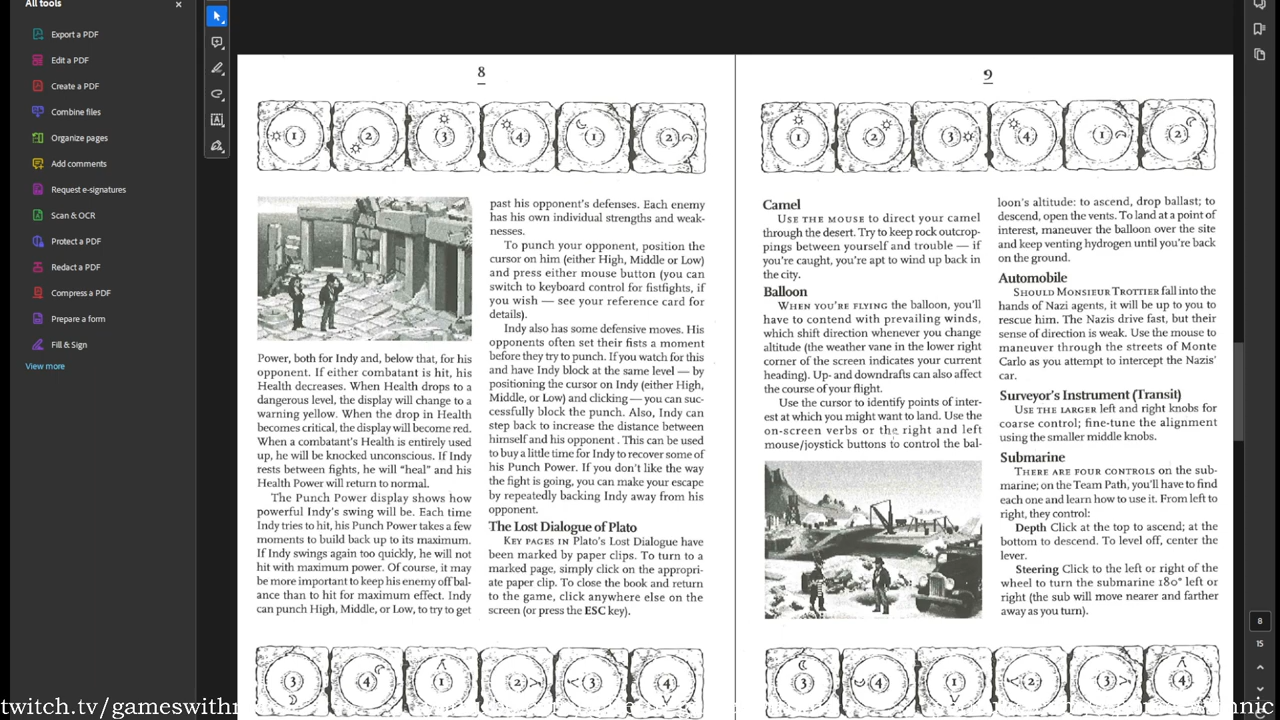 All tools
Export a PDF
Edit a PDF
Create a PDF
Combine files
Organize pages
Add comments
Request e-signatures
Scan & OCR
Protect a PDF
Redact a PDF
Compress a PDF
Prepare a form
Fill & Sign
View more
8
1
2
3
4
1
2
Power, both for Indy and, below that, for his
opponent. If either combatant is hit, his
Health decreases. When Health drops to a
dangerous level, the display will change to a
warning yellow. When the drop in Health
becomes critical, the display will become red.
When a combatant's Health is entirely used
up, he will be knocked unconscious. If Indy
rests between fights, he will "heal" and his
Health Power will return to normal.
The Punch Power display shows how
powerful Indy's swing will be. Each time
Indy tries to hit, his Punch Power takes a few
moments to build back up to its maximum.
If Indy swings again too quickly, he will not
hit with maximum power. Of course, it may
be more important to keep his enemy off bal-
ance than to hit for maximum effect. Indy
can punch High, Middle, or Low, to try to get
past his opponent's defenses. Each enemy
has his own individual strengths and weak-
nesses.
To punch your opponent, position the
cursor on him (either High, Middle or Low)
and press either mouse button (you can
switch to keyboard control for fistfights, if
you wish — see your reference card for
details).
Indy also has some defensive moves. His
opponents often set their fists a moment
before they try to punch. If you watch for this
and have Indy block at the same level — by
positioning the cursor on Indy (either High,
Middle, or Low) and clicking — you can suc-
cessfully block the punch. Also, Indy can
step back to increase the distance between
himself and his opponent . This can be used
to buy a little time for Indy to recover some of
his Punch Power. If you don't like the way
the fight is going, you can make your escape
by repeatedly backing Indy away from his
opponent.
The Lost Dialogue of Plato
KEY PAGES IN Plato's Lost Dialogue have
been marked by paper clips. To turn to a
marked page, simply click on the appropri-
ate paper clip. To close the book and return
to the game, click anywhere else on the
screen (or press the ESC key).
3
4
1
2
3
4
9
1
2
3
4
1
2
Camel
USE THE MOUSE to direct your camel
through the desert. Try to keep rock outcrop-
pings between yourself and trouble — if
you're caught, you're apt to wind up back in
the city.
Balloon
WHEN YOU'RE FLYING the balloon, you'll
have to contend with prevailing winds,
which shift direction whenever you change
altitude (the weather vane in the lower right
corner of the screen indicates your current
heading). Up- and downdrafts can also affect
the course of your flight.
Use the cursor to identify points of inter-
est at which you might want to land. Use the
on-screen verbs or the right and left
mouse/joystick buttons to control the bal-
loon's altitude: to ascend, drop ballast; to
descend, open the vents. To land at a point of
interest, maneuver the balloon over the site
and keep venting hydrogen until you're back
on the ground.
Automobile
SHOULD MONSIEUR TROTTIER fall into the
hands of Nazi agents, it will be up to you to
rescue him. The Nazis drive fast, but their
sense of direction is weak. Use the mouse to
maneuver through the streets of Monte
Carlo as you attempt to intercept the Nazis'
car.
Surveyor's Instrument (Transit)
USE THE LARGER left and right knobs for
coarse control; fine-tune the alignment
using the smaller middle knobs.
Submarine
THERE ARE FOUR CONTROLS on the sub-
marine; on the Team Path, you'll have to find
each one and learn how to use it. From left to
right, they control:
Depth Click at the top to ascend; at the
bottom to descend. To level off, center the
lever.
Steering Click to the left or right of the
wheel to turn the submarine 180° left or
right (the sub will move nearer and farther
away as you turn).
3
4
1
2
3
4
8
15
twitch.tv/gameswithn